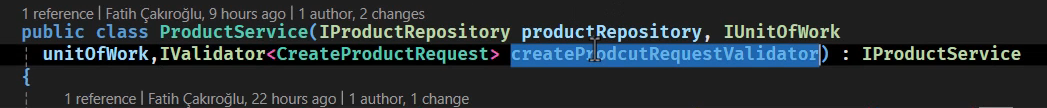 1 reference | Fatih Çakıroğlu, 9 hours ago | 1 author, 2 changes
public class ProductService(IProductRepository productRepository, IUnitOfWork
unitOfWork,IValidator<CreateProductRequest> createProdcutRequestValidator) : IProductService
{
1 reference | Fatih Çakıroğlu, 22 hours ago | 1 author, 1 change